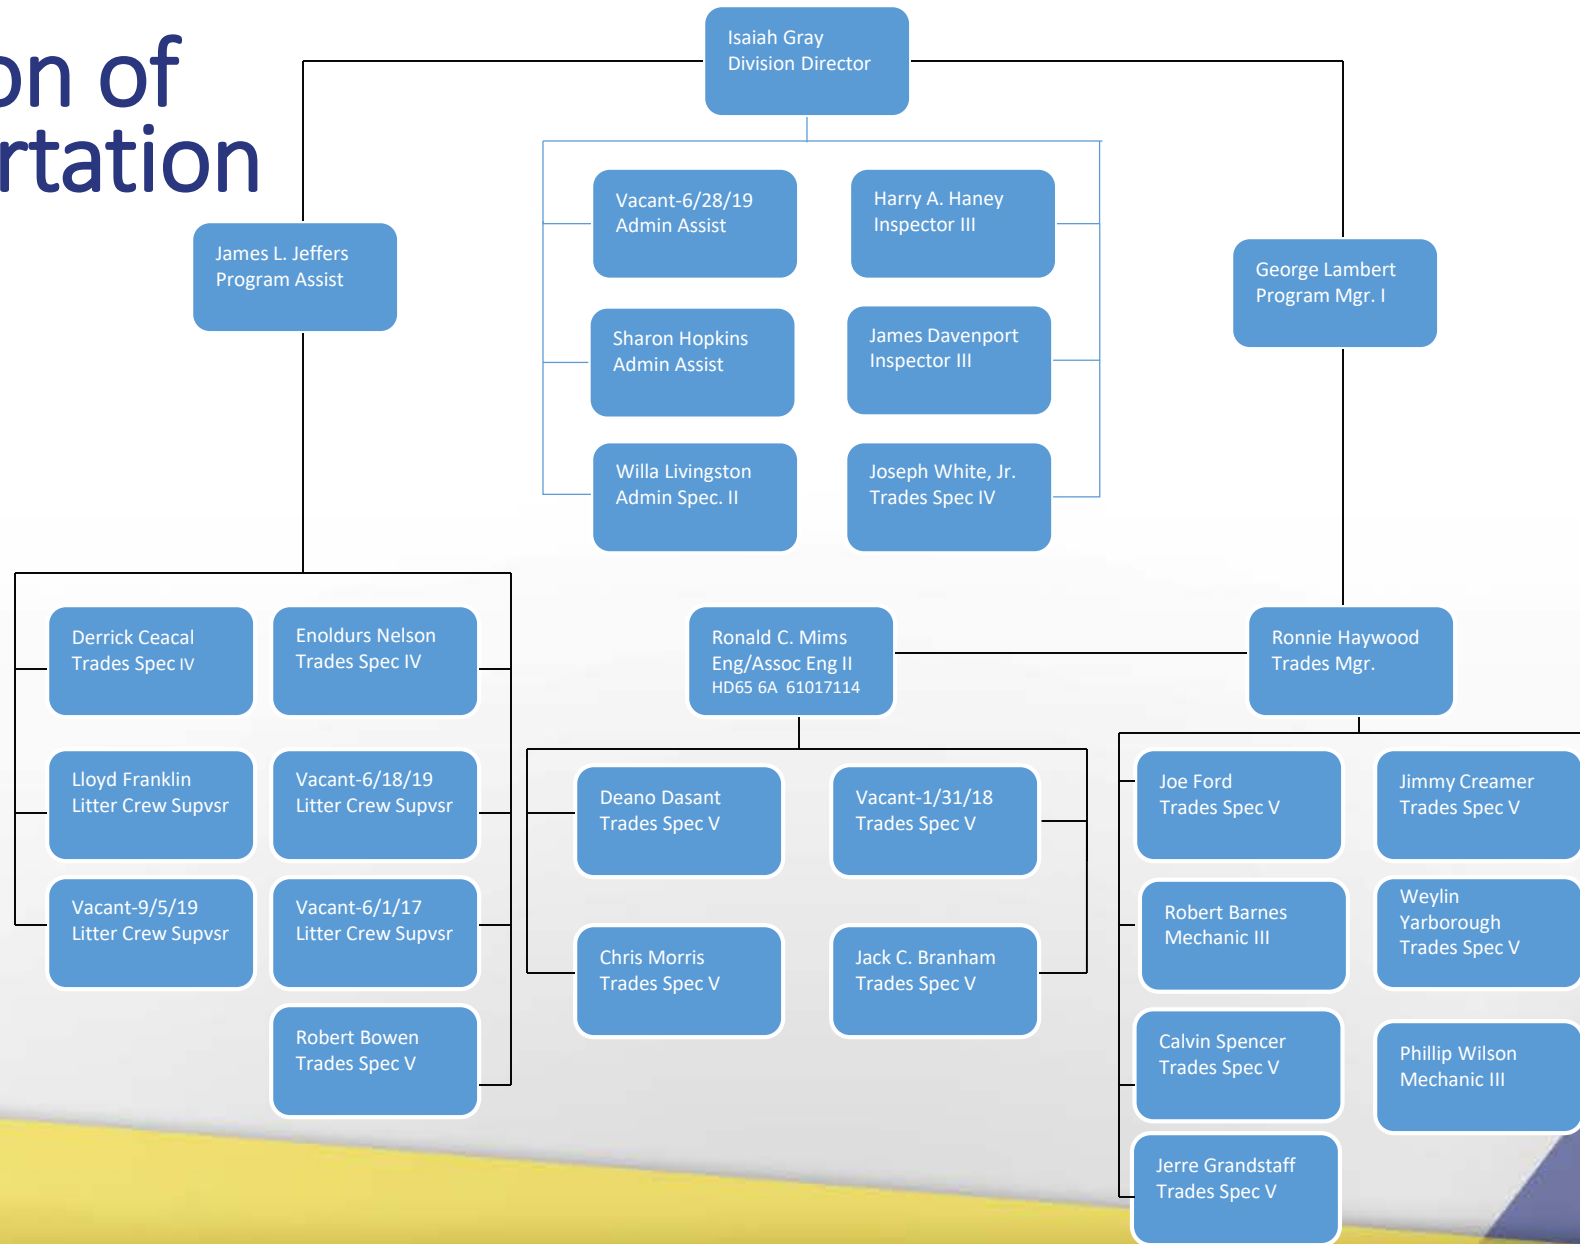 on of
rtation
Isaiah Gray
Division Director
Vacant-6/28/19
Admin Assist
Harry A. Haney
Inspector III
James L. Jeffers
Program Assist
George Lambert
Program Mgr. I
Sharon Hopkins
Admin Assist
James Davenport
Inspector III
Willa Livingston
Admin Spec. II
Joseph White, Jr.
Trades Spec IV
Derrick Ceacal
Trades Spec IV
Enoldurs Nelson
Trades Spec IV
Ronald C. Mims
Eng/Assoc Eng II
HD65 6A 61017114
Ronnie Haywood
Trades Mgr.
Lloyd Franklin
Litter Crew Supvsr
Vacant-6/18/19
Litter Crew Supvsr
Deano Dasant
Trades Spec V
Vacant-1/31/18
Trades Spec V
Joe Ford
Trades Spec V
Jimmy Creamer
Trades Spec V
Vacant-9/5/19
Litter Crew Supvsr
Vacant-6/1/17
Litter Crew Supvsr
Chris Morris
Trades Spec V
Jack C. Branham
Trades Spec V
Robert Barnes
Mechanic III
Weylin
Yarborough
Trades Spec V
Robert Bowen
Trades Spec V
Calvin Spencer
Trades Spec V
Phillip Wilson
Mechanic III
Jerre Grandstaff
Trades Spec V